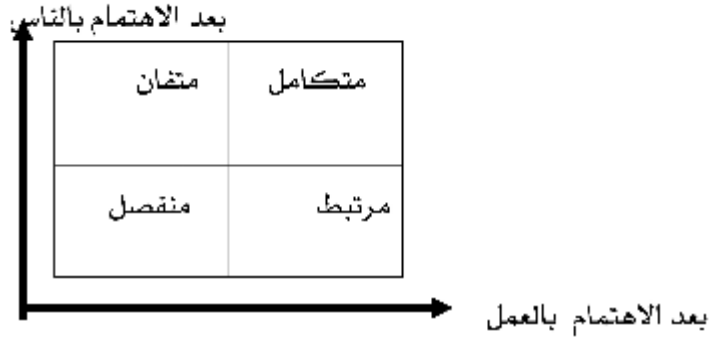 بعد الاهتمام بالناس
متكامل متفان
مرتبط منفصل
بعد الاهتمام بالعمل